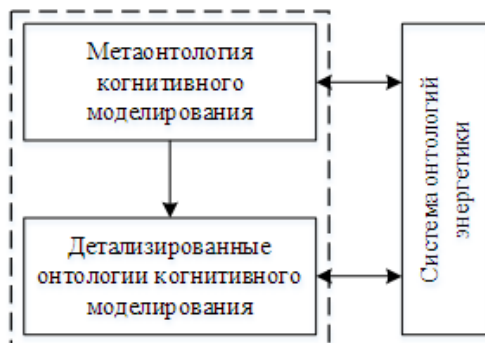 Метаонтология
когнитивного
моделирования
Детализированные
онтологии когнитивного
моделирования
Система онтологий
энергетики